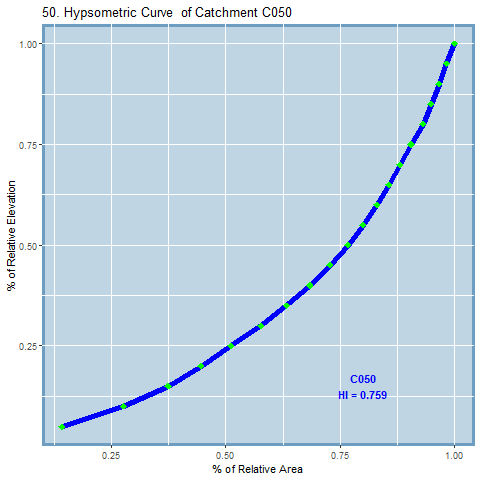 50. Hypsometric Curve  of Catchment C050
% of Relative Elevation
1.00
0.75
0.50
0.25
C050
HI = 0.759
0.25 0.50 0.75 1.00
% of Relative Area